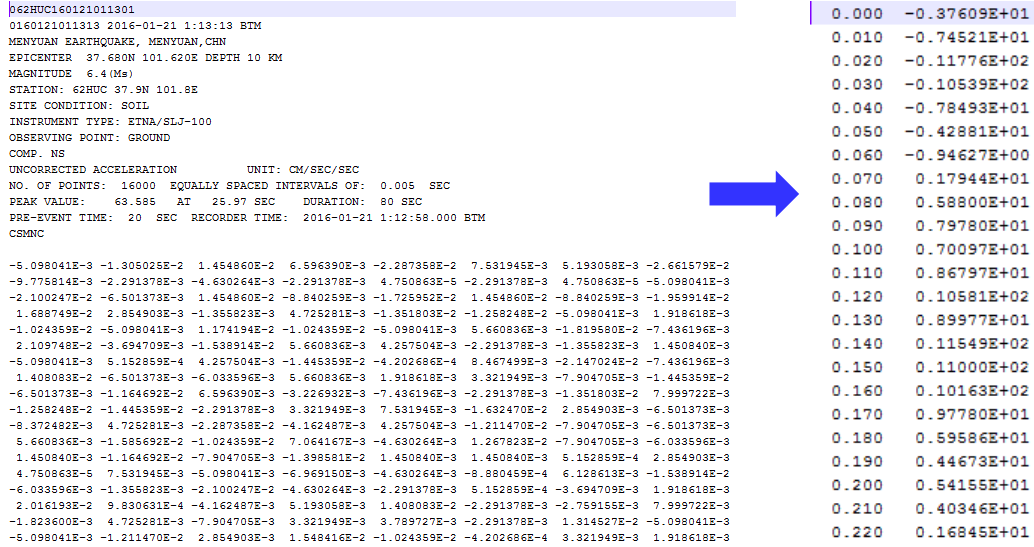 062HUC160121011301
0160121011313 2016-01-21 1:13:13 BTM
MENYUAN EARTHQUAKE, MENYUAN,CHN
EPICENTER 37.680N 101.620E DEPTH 10 KM
MAGNITUDE 6.4(Ms)
STATION: 62HUC 37.9N 101.8E
SITE CONDITION: SOIL
INSTRUMENT TYPE: ETNA/SLJ-100
OBSERVING POINT: GROUND
COMP. NS
UNCORRECTED ACCELERATION UNIT: CM/SEC/SEC
NO. OF POINTS: 16000 EQUALLY SPACED INTERVALS OF: 0.005 SEC
PEAK VALUE: 63.585 AT 25.97 SEC DURATION: 80 SEC
PRE-EVENT TIME: 20 SEC RECORDER TIME: 2016-01-21 1:12:58.000 BTM
CSMNC
-5.098041E-3 -1.305025E-2 1.454860E-2 6.596390E-3 -2.287358E-2 7.531945E-3 5.193058E-3 -2.661579E-2
-9.775814E-3 -2.291378E-3 -4.630264E-3 -2.291378E-3 4.750863E-5 -2.291378E-3 4.750863E-5 -5.098041E-3
-2.100247E-2 -6.501373E-3 1.454860E-2 -8.840259E-3 -1.725952E-2 1.454860E-2 -8.840259E-3 -1.959914E-2
1.688749E-2 2.854903E-3 -1.355823E-3 4.725281E-3 -1.351803E-2 -1.258248E-2 -5.098041E-3 1.918618E-3
-1.024359E-2 -5.098041E-3 1.174194E-2 -1.024359E-2 -5.098041E-3 5.660836E-3 -1.819580E-2 -7.436196E-3
2.109748E-2 -3.694709E-3 -1.538914E-2 5.660836E-3 4.257504E-3 -2.291378E-3 -1.355823E-3 1.450840E-3
-5.098041E-3 5.152859E-4 4.257504E-3 -1.445359E-2 -4.202686E-4 8.467499E-3 -2.147024E-2 -7.436196E-3
1.408083E-2 -6.501373E-3 -6.033596E-3 5.660836E-3 1.918618E-3 3.321949E-3 -7.904705E-3 -1.445359E-2
-6.501373E-3 -1.164692E-2 6.596390E-3 -3.226932E-3 -7.436196E-3 -2.291378E-3 -1.351803E-2 7.999722E-3
-1.258248E-2 -1.445359E-2 -2.291378E-3 3.321949E-3 7.531945E-3 -1.632470E-2 2.854903E-3 -6.501373E-3
-8.372482E-3 4.725281E-3 -2.287358E-2 -4.162487E-3 4.257504E-3 -1.211470E-2 -7.904705E-3 -6.501373E-3
5.660836E-3 -1.585692E-2 -1.024359E-2 7.064167E-3 -4.630264E-3 1.267823E-2 -7.904705E-3 -6.033596E-3
1.450840E-3 -1.164692E-2 -7.904705E-3 -1.398581E-2 1.450840E-3 1.450840E-3 5.152859E-4 2.854903E-3
4.750863E-5 7.531945E-3 -5.098041E-3 -6.969150E-3 -4.630264E-3 -8.880459E-4 6.128613E-3 -1.538914E-2
-6.033596E-3 -1.355823E-3 -2.100247E-2 -4.630264E-3 -2.291378E-3 5.152859E-4 -3.694709E-3 1.918618E-3
2.016193E-2 9.830631E-4 -4.162487E-3 5.193058E-3 1.408083E-2 -2.291378E-3 -2.759155E-3 7.999722E-3
-1.823600E-3 4.725281E-3 -7.904705E-3 3.321949E-3 3.789727E-3 -2.291378E-3 1.314527E-2 -5.098041E-3
-5.098041E-3 -1.211470E-2 2.854903E-3 1.548416E-2 -1.024359E-2 -4.202686E-4 3.321949E-3 1.918618E-3
0.000 -0.37609E+01
0.010 -0.74521E+01
0.020 -0.11776E+02
0.030 -0.10539E+02
0.040 -0.78493E+01
0.050 -0.42881E+01
0.060 -0.94627E+00
0.070 0.17944E+01
0.080 0.58800E+01
0.090 0.79780E+01
0.100 0.70097E+01
0.110 0.86797E+01
0.120 0.10581E+02
0.130 0.89977E+01
0.140 0.11549E+02
0.150 0.11000E+02
0.160 0.10163E+02
0.170 0.97780E+01
0.180 0.59586E+01
0.190 0.44673E+01
0.200 0.54155E+01
0.210 0.40346E+01
0.220 0.16845E+01